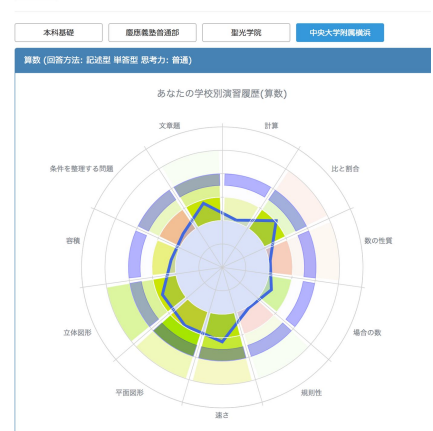 本科基礎
慶應義塾普通部
聖光学院
中央大学附属横浜
算数 (回答方法: 記述型 単答型 思考力: 普通)
あなたの学校別演習履歴(算数)
文章題
計算
条件を整理する問題
比と割合
容積
数の性質
立体図形
場合の数
平面図形
規則性
速さ